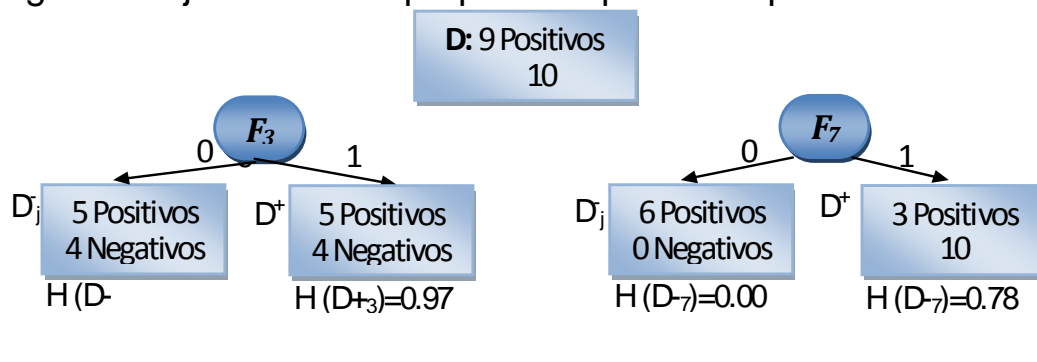 D: 9 Positivos
10
F3
0
1
D-j
5 Positivos
4 Negativos
D+
5 Positivos
4 Negativos
H (D-
H (D+3)=0.97
F7
0
1
D-j
6 Positivos
0 Negativos
D+
3 Positivos
10
H (D-7)=0.00
H (D-7)=0.78